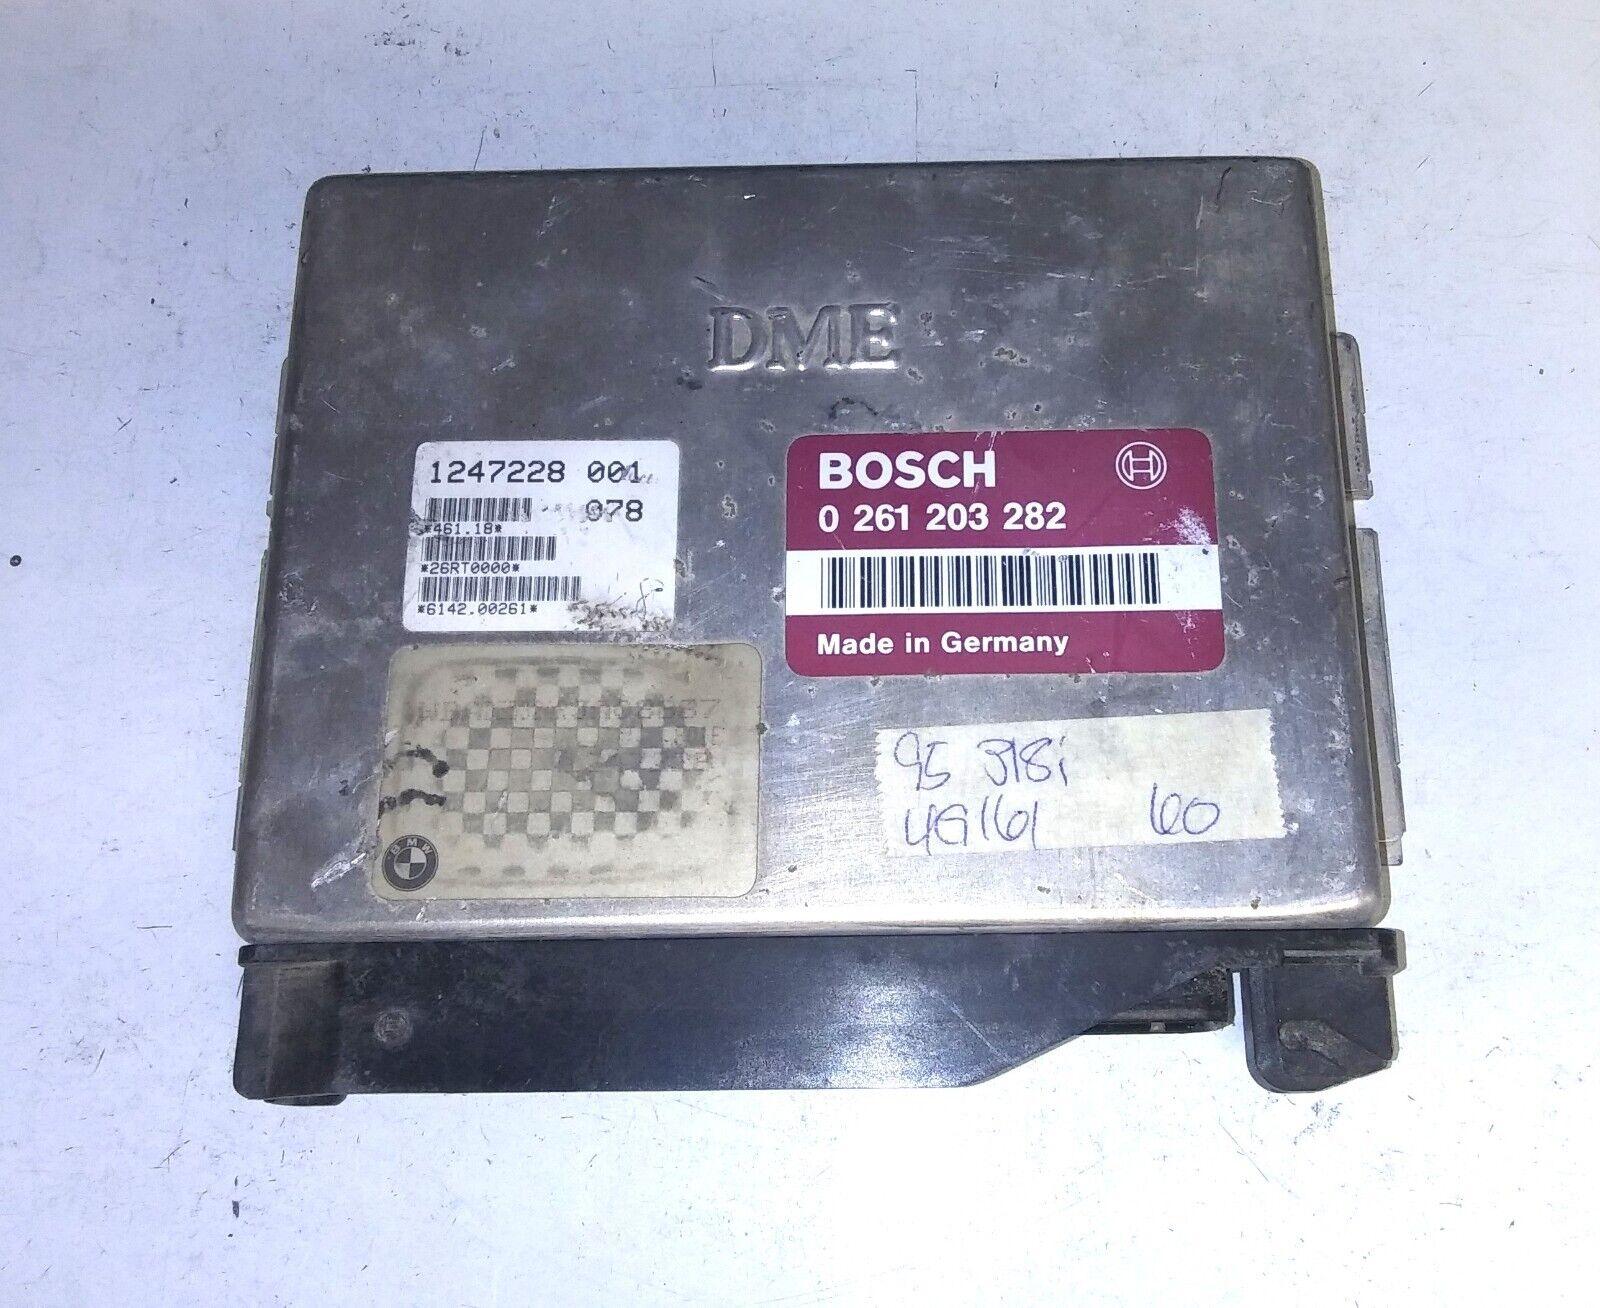 DME
1247228 001
078
*461.18*
*26RT0000*
*6142.00261*
BOSCH
0 261 203 282
Made in Germany
BMW
95 318i
4G161 60